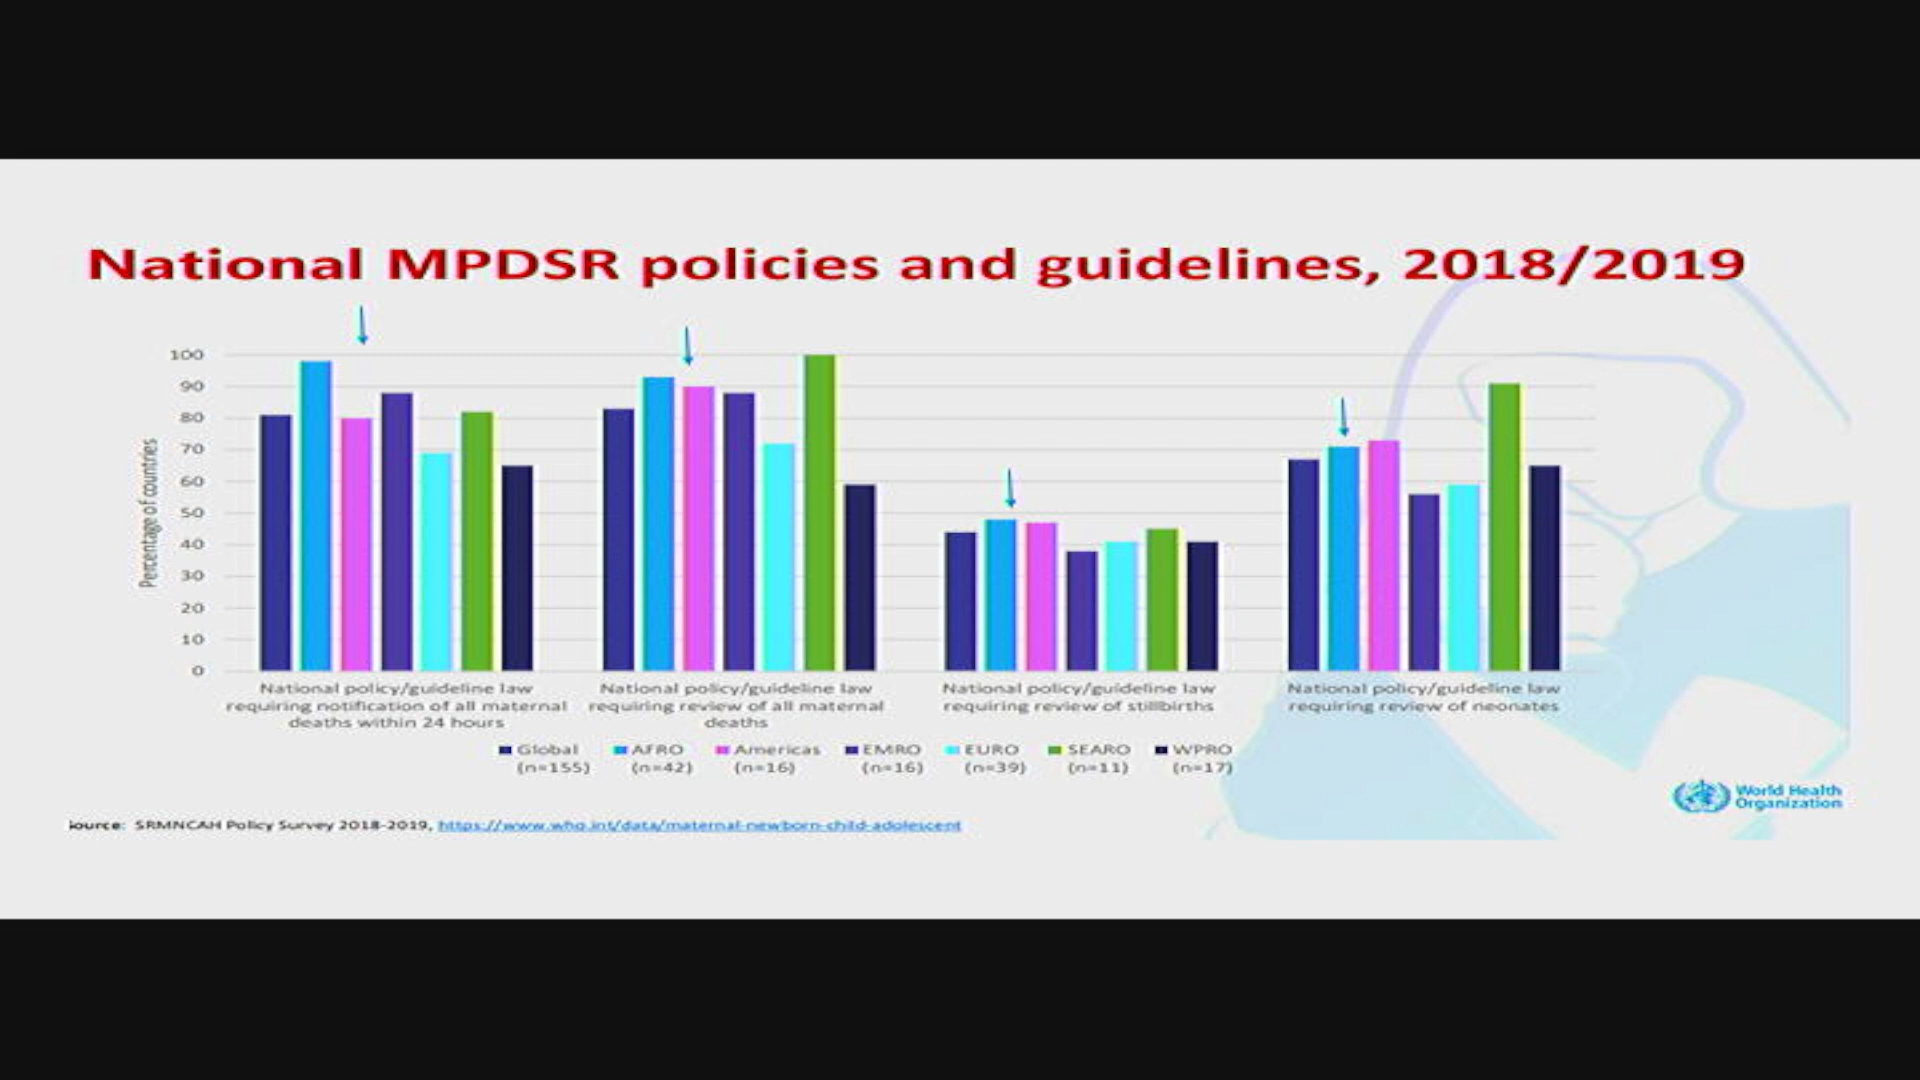 National MPDSR policies and guidelines, 2018/2019
100
90
80
70
60
50
40
30
20
10
0
Percentage of countries
National policy/guideline law
requiring notification of all maternal
deaths within 24 hours
National policy/guideline law
requiring review of all maternal
deaths
National policy/guideline law
requiring review of stillbirths
National policy/guideline law
requiring review of neonates
Global
(n=155)
AFRO
(n=42)
Americas
(n=16)
EMRO
(n=16)
EURO
(n=39)
SEARO
(n=11)
WPRO
(n=17)
World Health
Organization
ource: SRMNCAH Policy Survey 2018-2019, https://www.who.int/data/maternal-newborn-child-adolescent